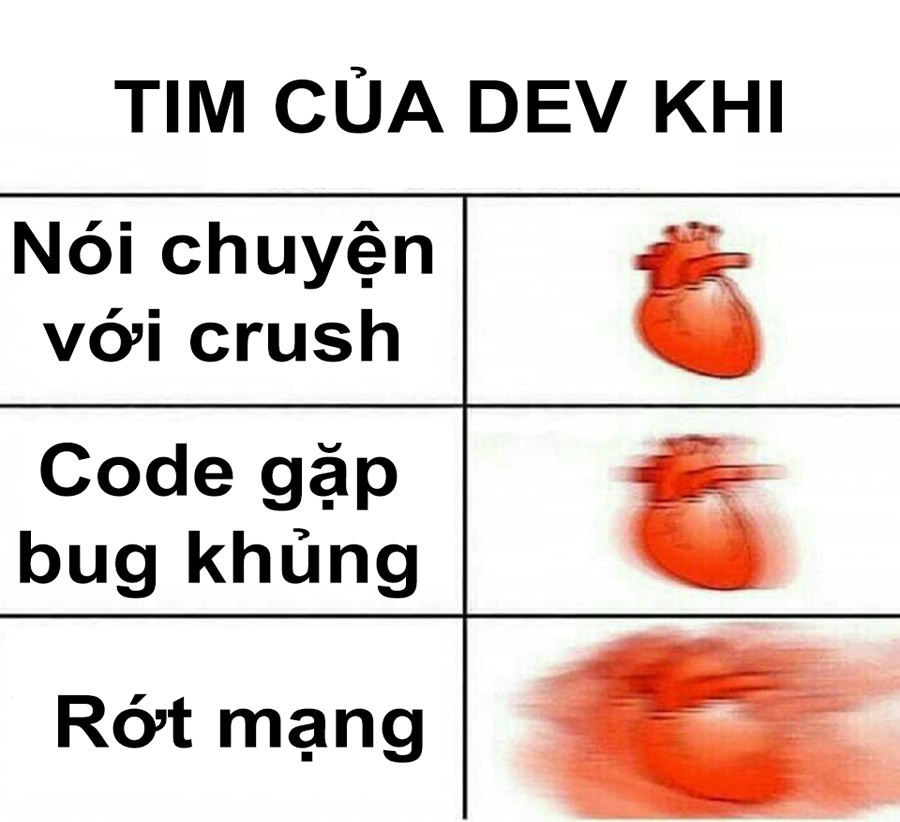 TIM CỦA DEV KHI
Nói chuyện
với crush
Code gặp
bug khủng
Rớt mạng